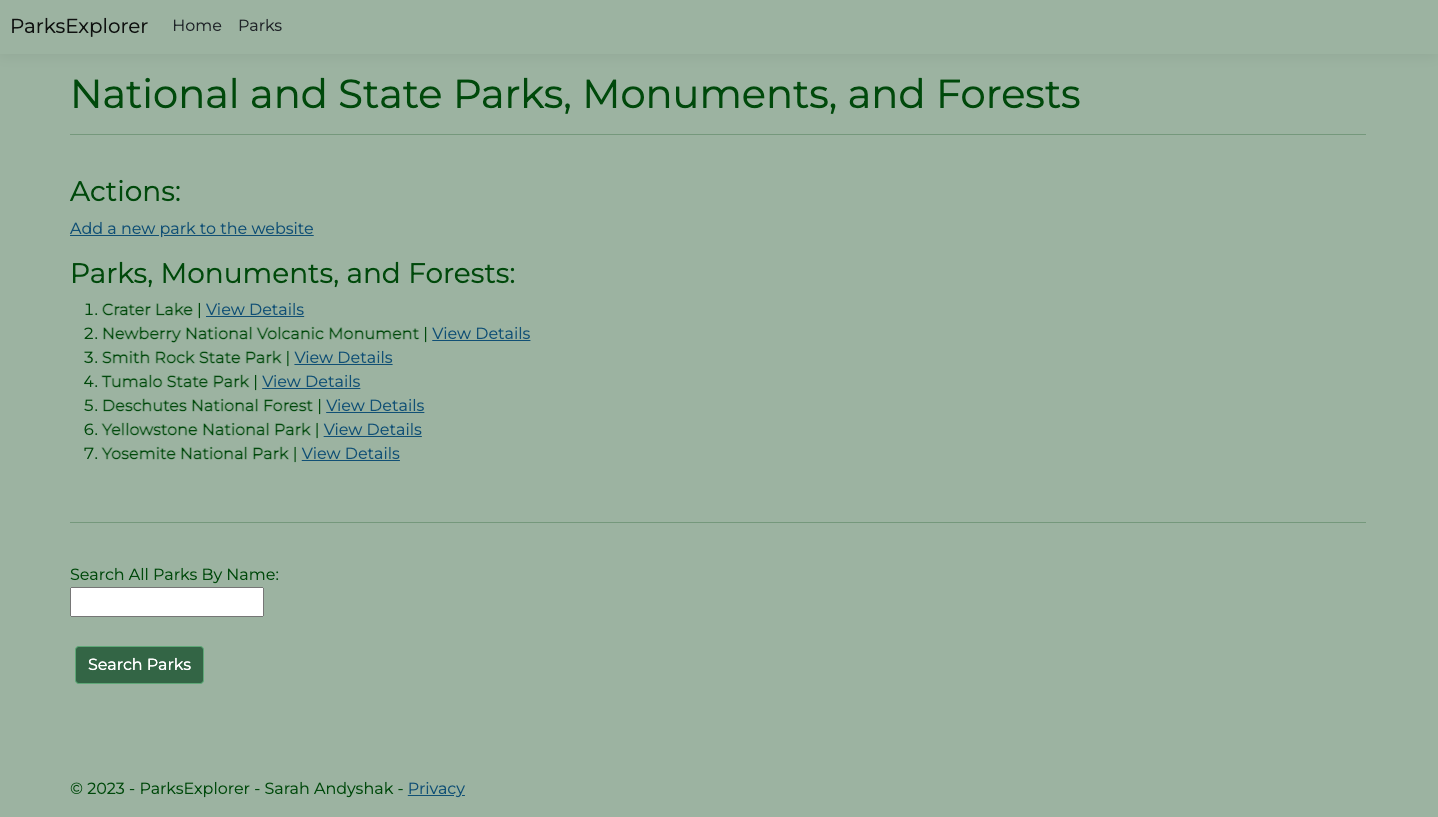 ParksExplorer Home Parks
National and State Parks, Monuments, and Forests
Actions:
Add a new park to the website
Parks, Monuments, and Forests:
1. Crater Lake | View Details
2. Newberry National Volcanic Monument | View Details
3. Smith Rock State Park | View Details
4. Tumalo State Park | View Details
5. Deschutes National Forest | View Details
6. Yellowstone National Park | View Details
7. Yosemite National Park | View Details
Search All Parks By Name:
Search Parks
© 2023 - ParksExplorer - Sarah Andyshak - Privacy